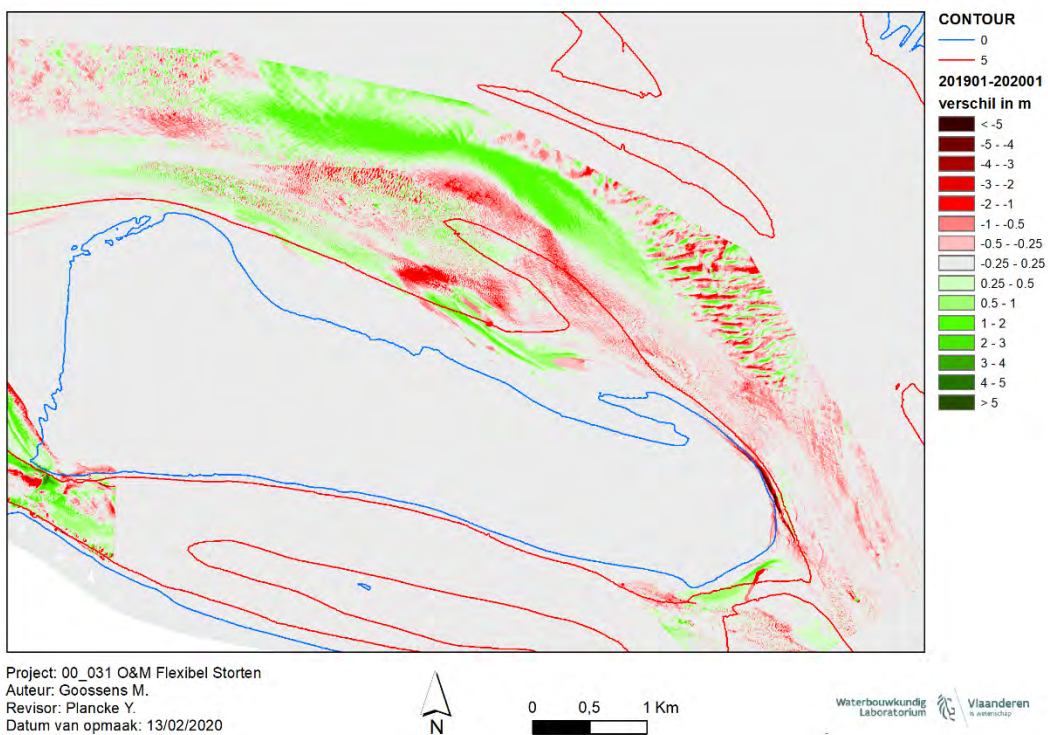 CONTOUR
0
5
201901-202001
verschil in m
< -5
-5 - -4
-4 - -3
-3 - -2
-2 - -1
-1 - -0.5
-0.5 - -0.25
-0.25 - 0.25
0.25 - 0.5
0.5 - 1
1 - 2
2 - 3
3 - 4
4 - 5
> 5
Project: 00_031 O&M Flexibel Storten
Auteur: Goossens M.
Revisor: Plancke Y.
Datum van opmaak: 13/02/2020
N
0 0,5 1 Km
Waterbouwkundig
Laboratorium
Vlaanderen
is wetenschap